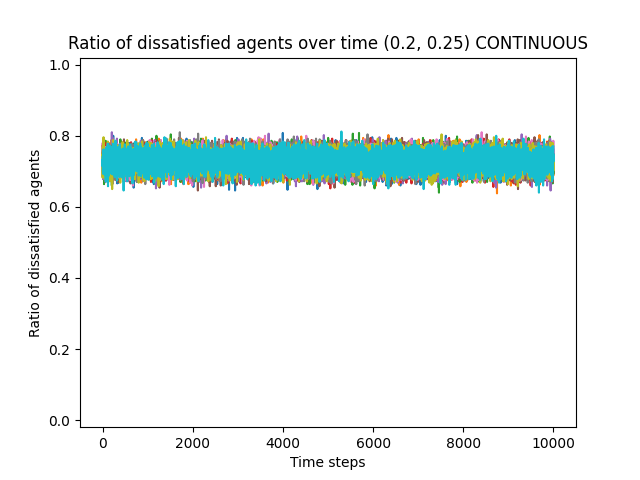 Ratio of dissatisfied agents over time (0.2, 0.25) CONTINUOUS
1.0
0.8
0.6
0.4
0.2
0.0
Ratio of dissatisfied agents
0 2000 4000 6000 8000 10000
Time steps